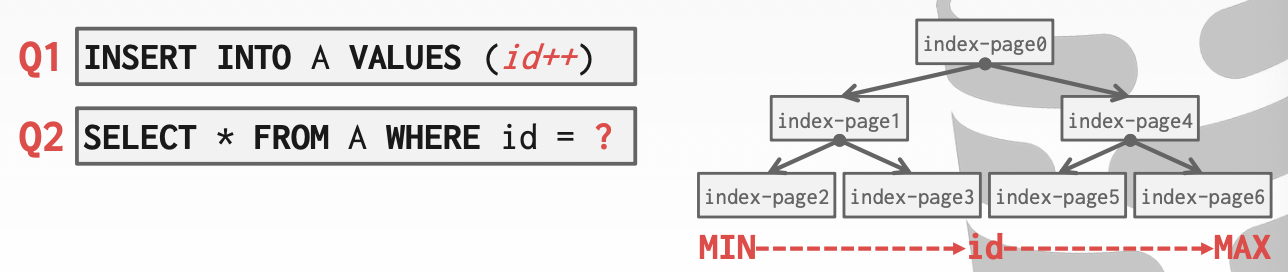 Q1 INSERT INTO A VALUES (id++)
Q2 SELECT * FROM A WHERE id = ?
index-page0
index-page1 index-page4
index-page2 index-page3 index-page5 index-page6
MIN id MAX